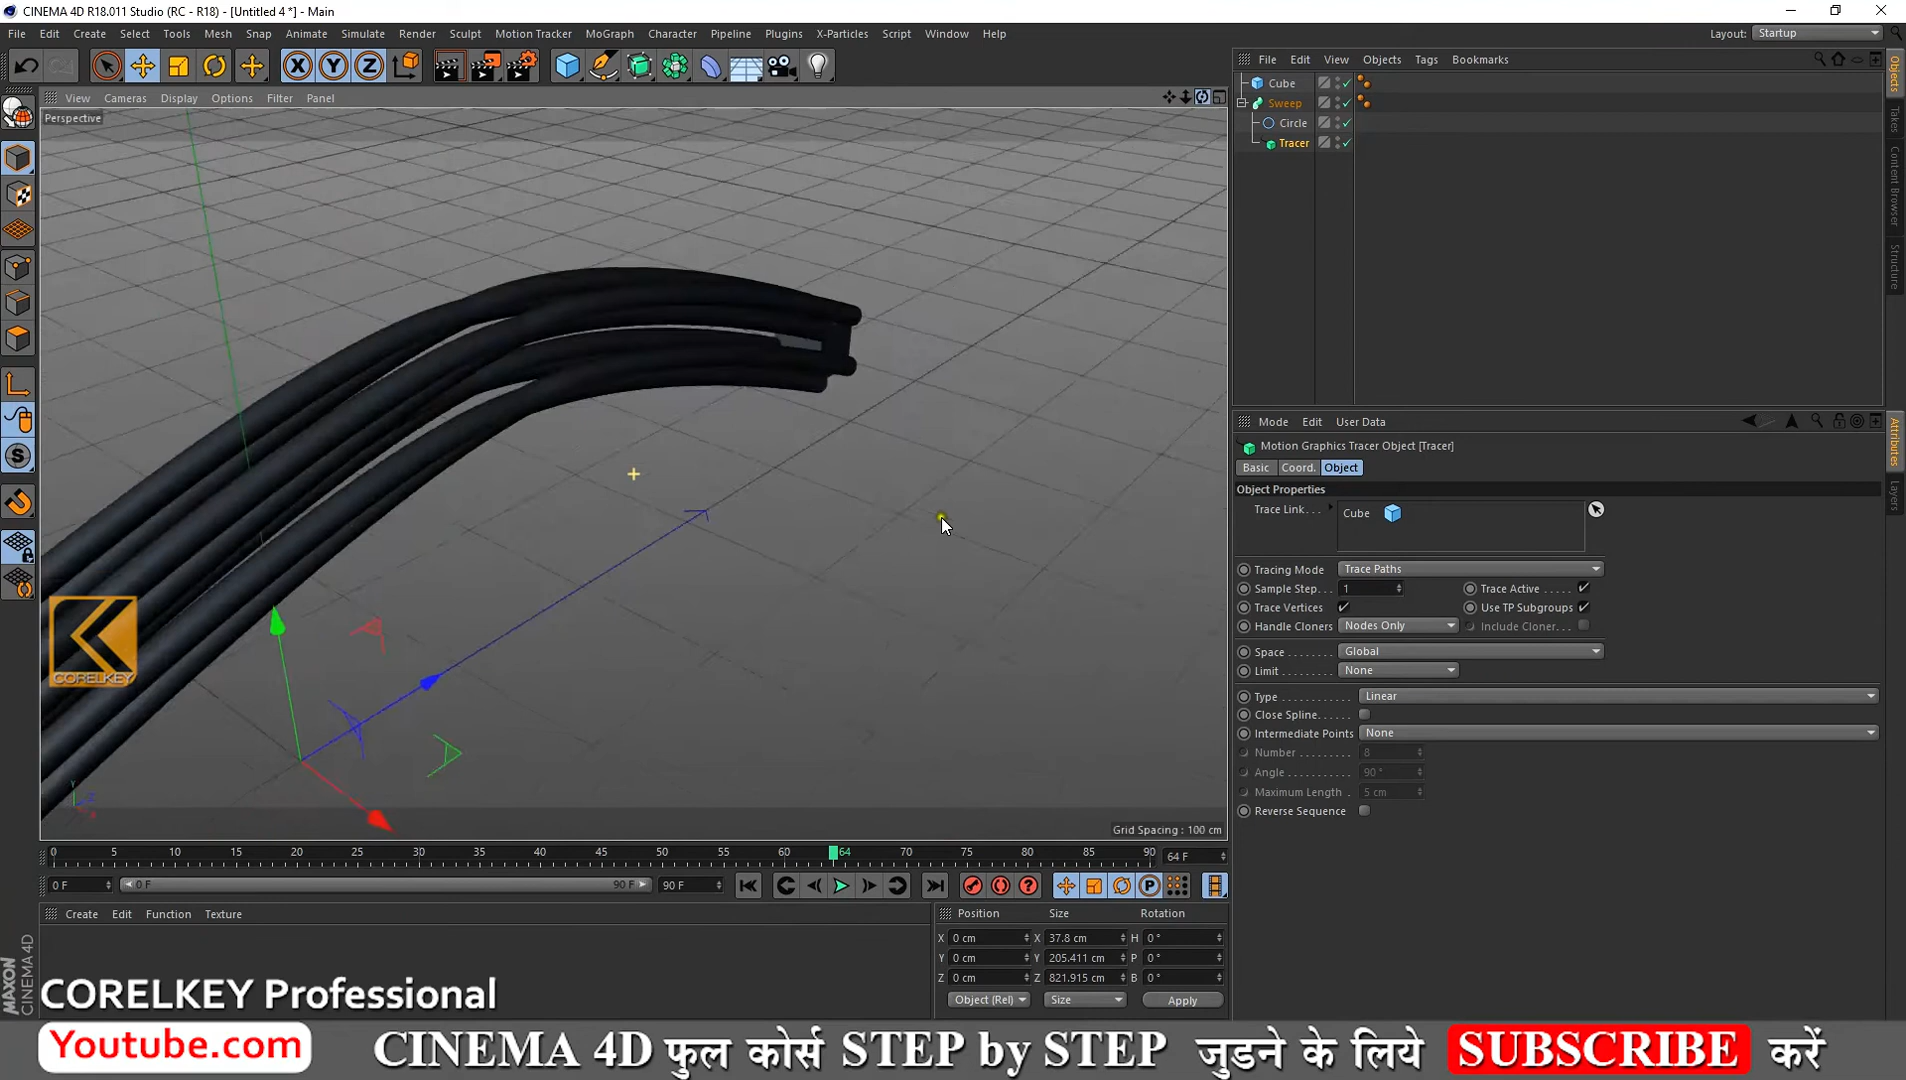 CINEMA 4D R18.011 Studio (RC - R18) - [Untitled 4 *] - Main
File Edit Create Select Tools Mesh Snap Animate Simulate Render Sculpt Motion Tracker MoGraph Character Pipeline Plugins X-Particles Script Window Help Layout: Startup
X Y Z
File Edit View Objects Tags Bookmarks
View Cameras Display Options Filter Panel
Perspective
Cube
Sweep
Circle
Tracer
Objects
Takes
Content Browser
Structure
Mode Edit User Data
Motion Graphics Tracer Object [Tracer]
Basic Coord. Object
Object Properties
Trace Link. . . . Cube
Tracing Mode Trace Paths
Sample Step. . 1 Trace Active . . . . .
Trace Vertices Use TP Subgroups
Handle Cloners Nodes Only Include Cloner. . .
Space . . . . . . . . Global
Limit. . . . . . . . . None
Type . . . . . . . . . . . . Linear
Close Spline. . . . . .
Intermediate Points None
Number . . . . . . . . . 8
Angle . . . . . . . . . . . 90 °
Maximum Length . 5 cm
Reverse Sequence
Attributes
Layers
CORELKEY
Grid Spacing : 100 cm
0 5 10 15 20 25 30 35 40 45 50 55 60 64 70 75 80 85 90 64 F
0 F 0 F 90 F 90 F
Create Edit Function Texture
Position Size Rotation
X 0 cm X 37.8 cm H 0 °
Y 0 cm Y 205.411 cm P 0 °
Z 0 cm Z 821.915 cm B 0 °
Object (Rel) Size Apply
MAXON CINEMA 4D
CORELKEY Professional
Youtube.com CINEMA 4D फुल कोर्स STEP by STEP जुडने के लिये SUBSCRIBE करें